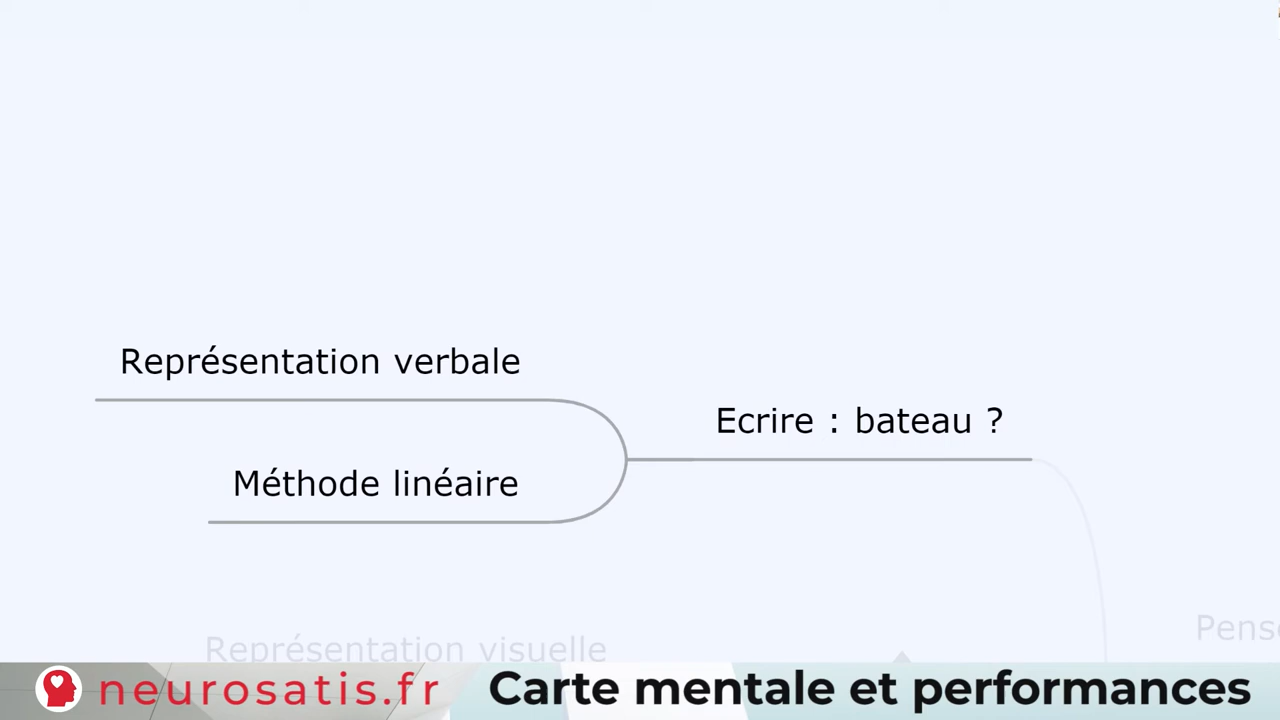 Représentation verbale
Ecrire : bateau ?
Méthode linéaire
Représentation visuelle
neurosatis.fr
Carte mentale et performances